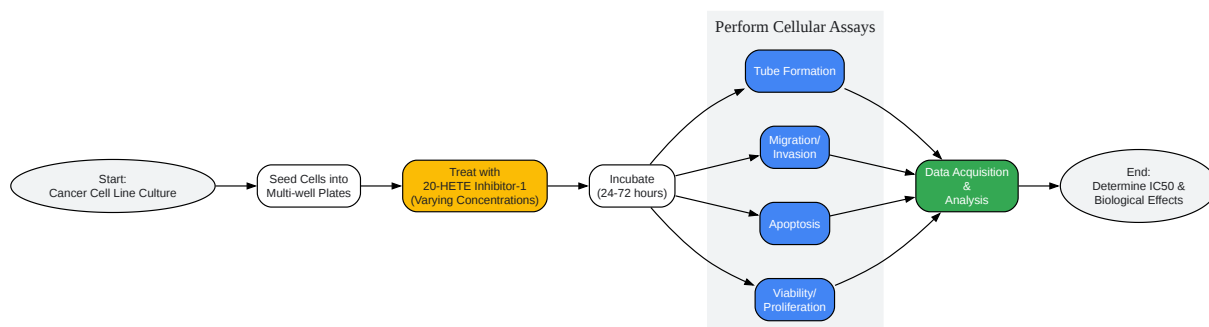 Perform Cellular Assays
Start:
Cancer Cell Line Culture
Seed Cells into
Multi-well Plates
Treat with
20-HETE Inhibitor-1
(Varying Concentrations)
Incubate
(24-72 hours)
Tube Formation
Migration/
Invasion
Apoptosis
Viability/
Proliferation
Data Acquisition
&
Analysis
End:
Determine IC50 &
Biological Effects